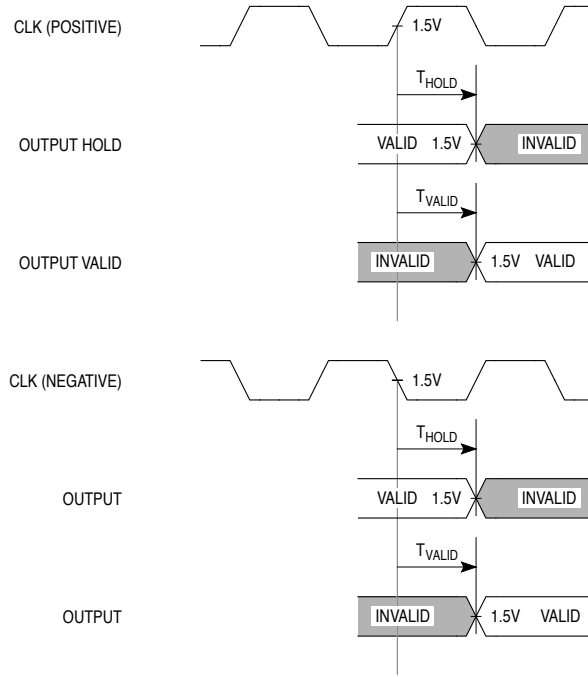 CLK (POSITIVE)
1.5V
THOLD
OUTPUT HOLD
VALID 1.5V INVALID
TVALID
OUTPUT VALID
INVALID 1.5V VALID
CLK (NEGATIVE)
1.5V
THOLD
OUTPUT
VALID 1.5V INVALID
TVALID
OUTPUT
INVALID 1.5V VALID